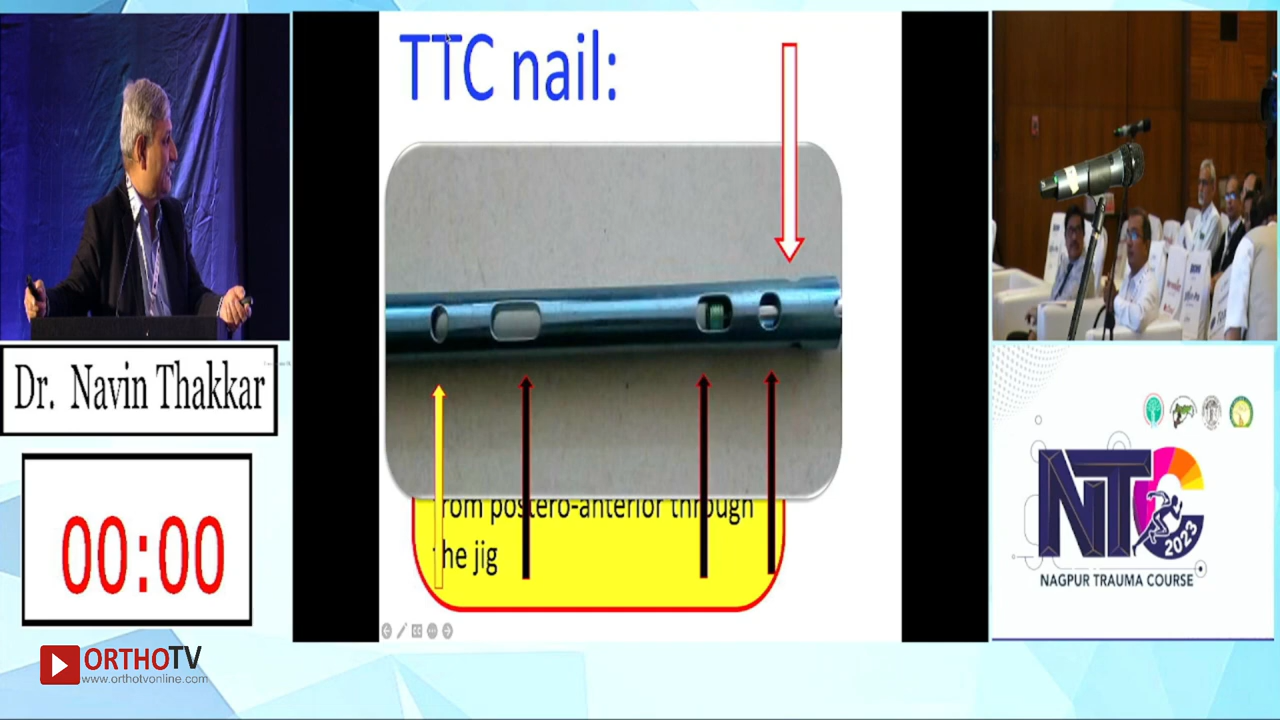 TTC nail:
rom postero-anterior through
he jig
Dr. Navin Thakkar
00:00
ORTHOTV
www.orthotvonline.com
NTC
2023
NAGPUR TRAUMA COURSE